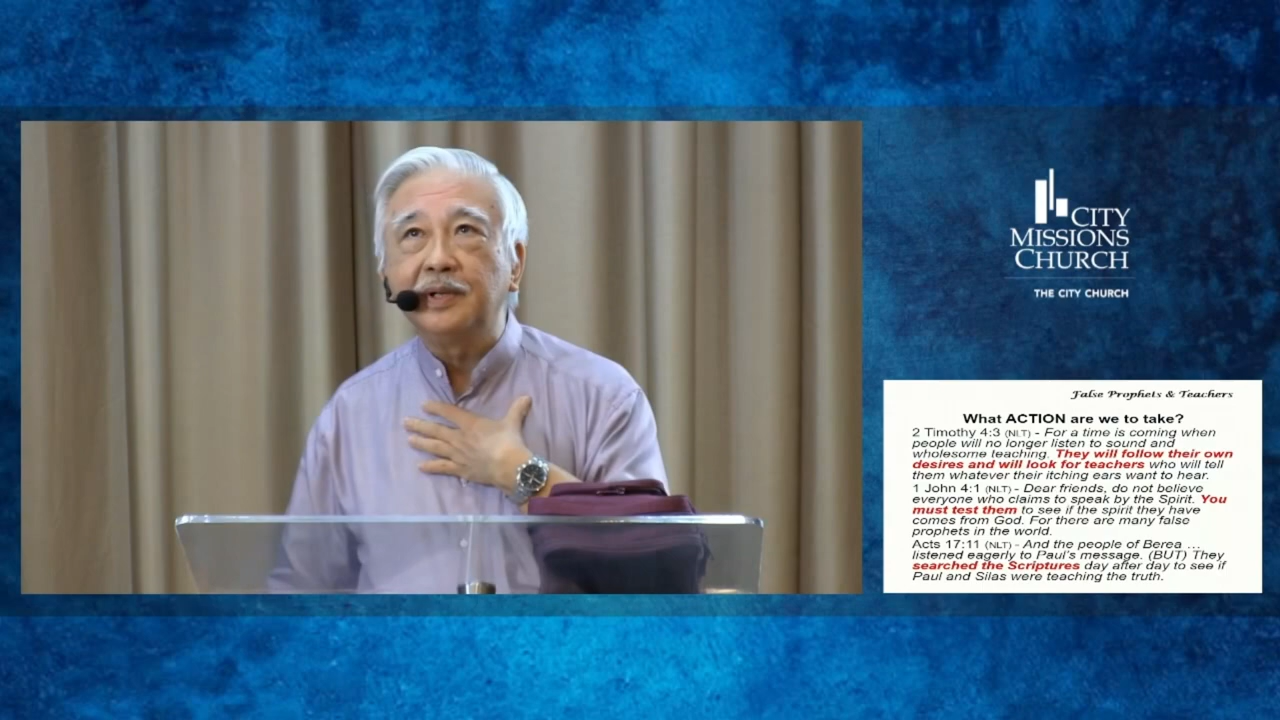 CITY
MISSIONS
CHURCH
THE CITY CHURCH
False Prophets & Teachers
What ACTION are we to take?
2 Timothy 4:3 (NLT) - For a time is coming when
people will no longer listen to sound and
wholesome teaching. They will follow their own
desires and will look for teachers who will tell
them whatever their itching ears want to hear.
1 John 4:1 (NLT) - Dear friends, do not believe
everyone who claims to speak by the Spirit. You
must test them to see if the spirit they have
comes from God. For there are many false
prophets in the world.
Acts 17:11 (NLT) - And the people of Berea ...
listened eagerly to Paul's message. (BUT) They
searched the Scriptures day after day to see if
Paul and Silas were teaching the truth.